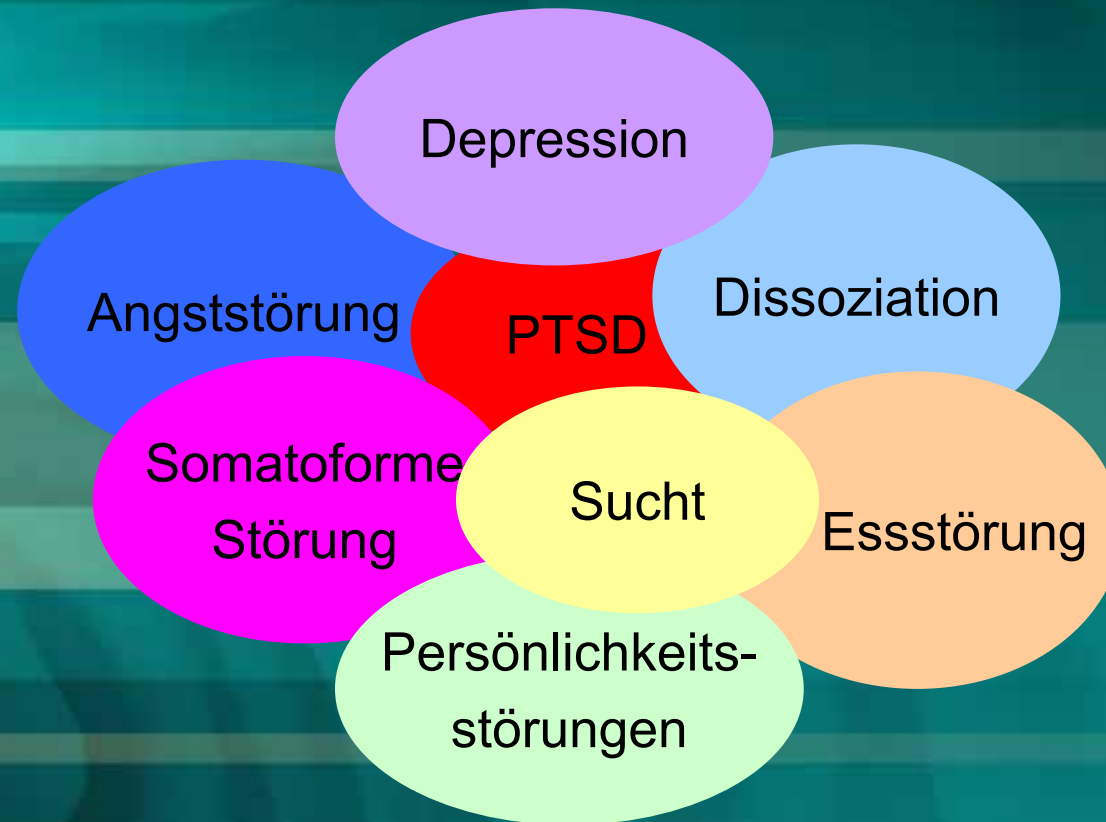 Depression
Angststörung
PTSD
Dissoziation
Somatoforme
Störung
Sucht
Essstörung
Persönlichkeits-
störungen